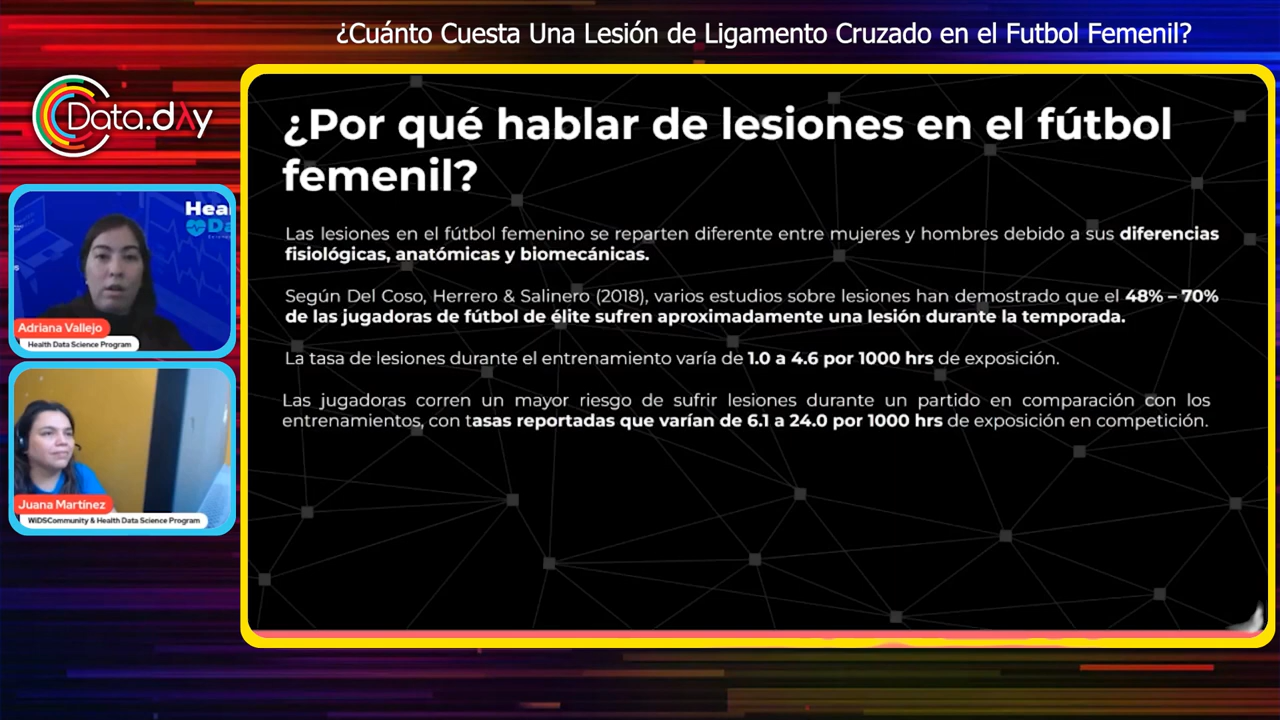 ¿Cuánto Cuesta Una Lesión de Ligamento Cruzado en el Futbol Femenil?
Data.dAy
¿Por qué hablar de lesiones en el fútbol
femenil?
Las lesiones en el fútbol femenino se reparten diferente entre mujeres y hombres debido a sus diferencias
fisiológicas, anatómicas y biomecánicas.
Según Del Coso, Herrero & Salinero (2018), varios estudios sobre lesiones han demostrado que el 48% – 70%
de las jugadoras de fútbol de élite sufren aproximadamente una lesión durante la temporada.
La tasa de lesiones durante el entrenamiento varía de 1.0 a 4.6 por 1000 hrs de exposición.
Las jugadoras corren un mayor riesgo de sufrir lesiones durante un partido en comparación con los
entrenamientos, con tasas reportadas que varían de 6.1 a 24.0 por 1000 hrs de exposición en competición.
Hea
Da
Adriana Vallejo
Health Data Science Program
Juana Martínez
WiDSCommunity & Health Data Science Program